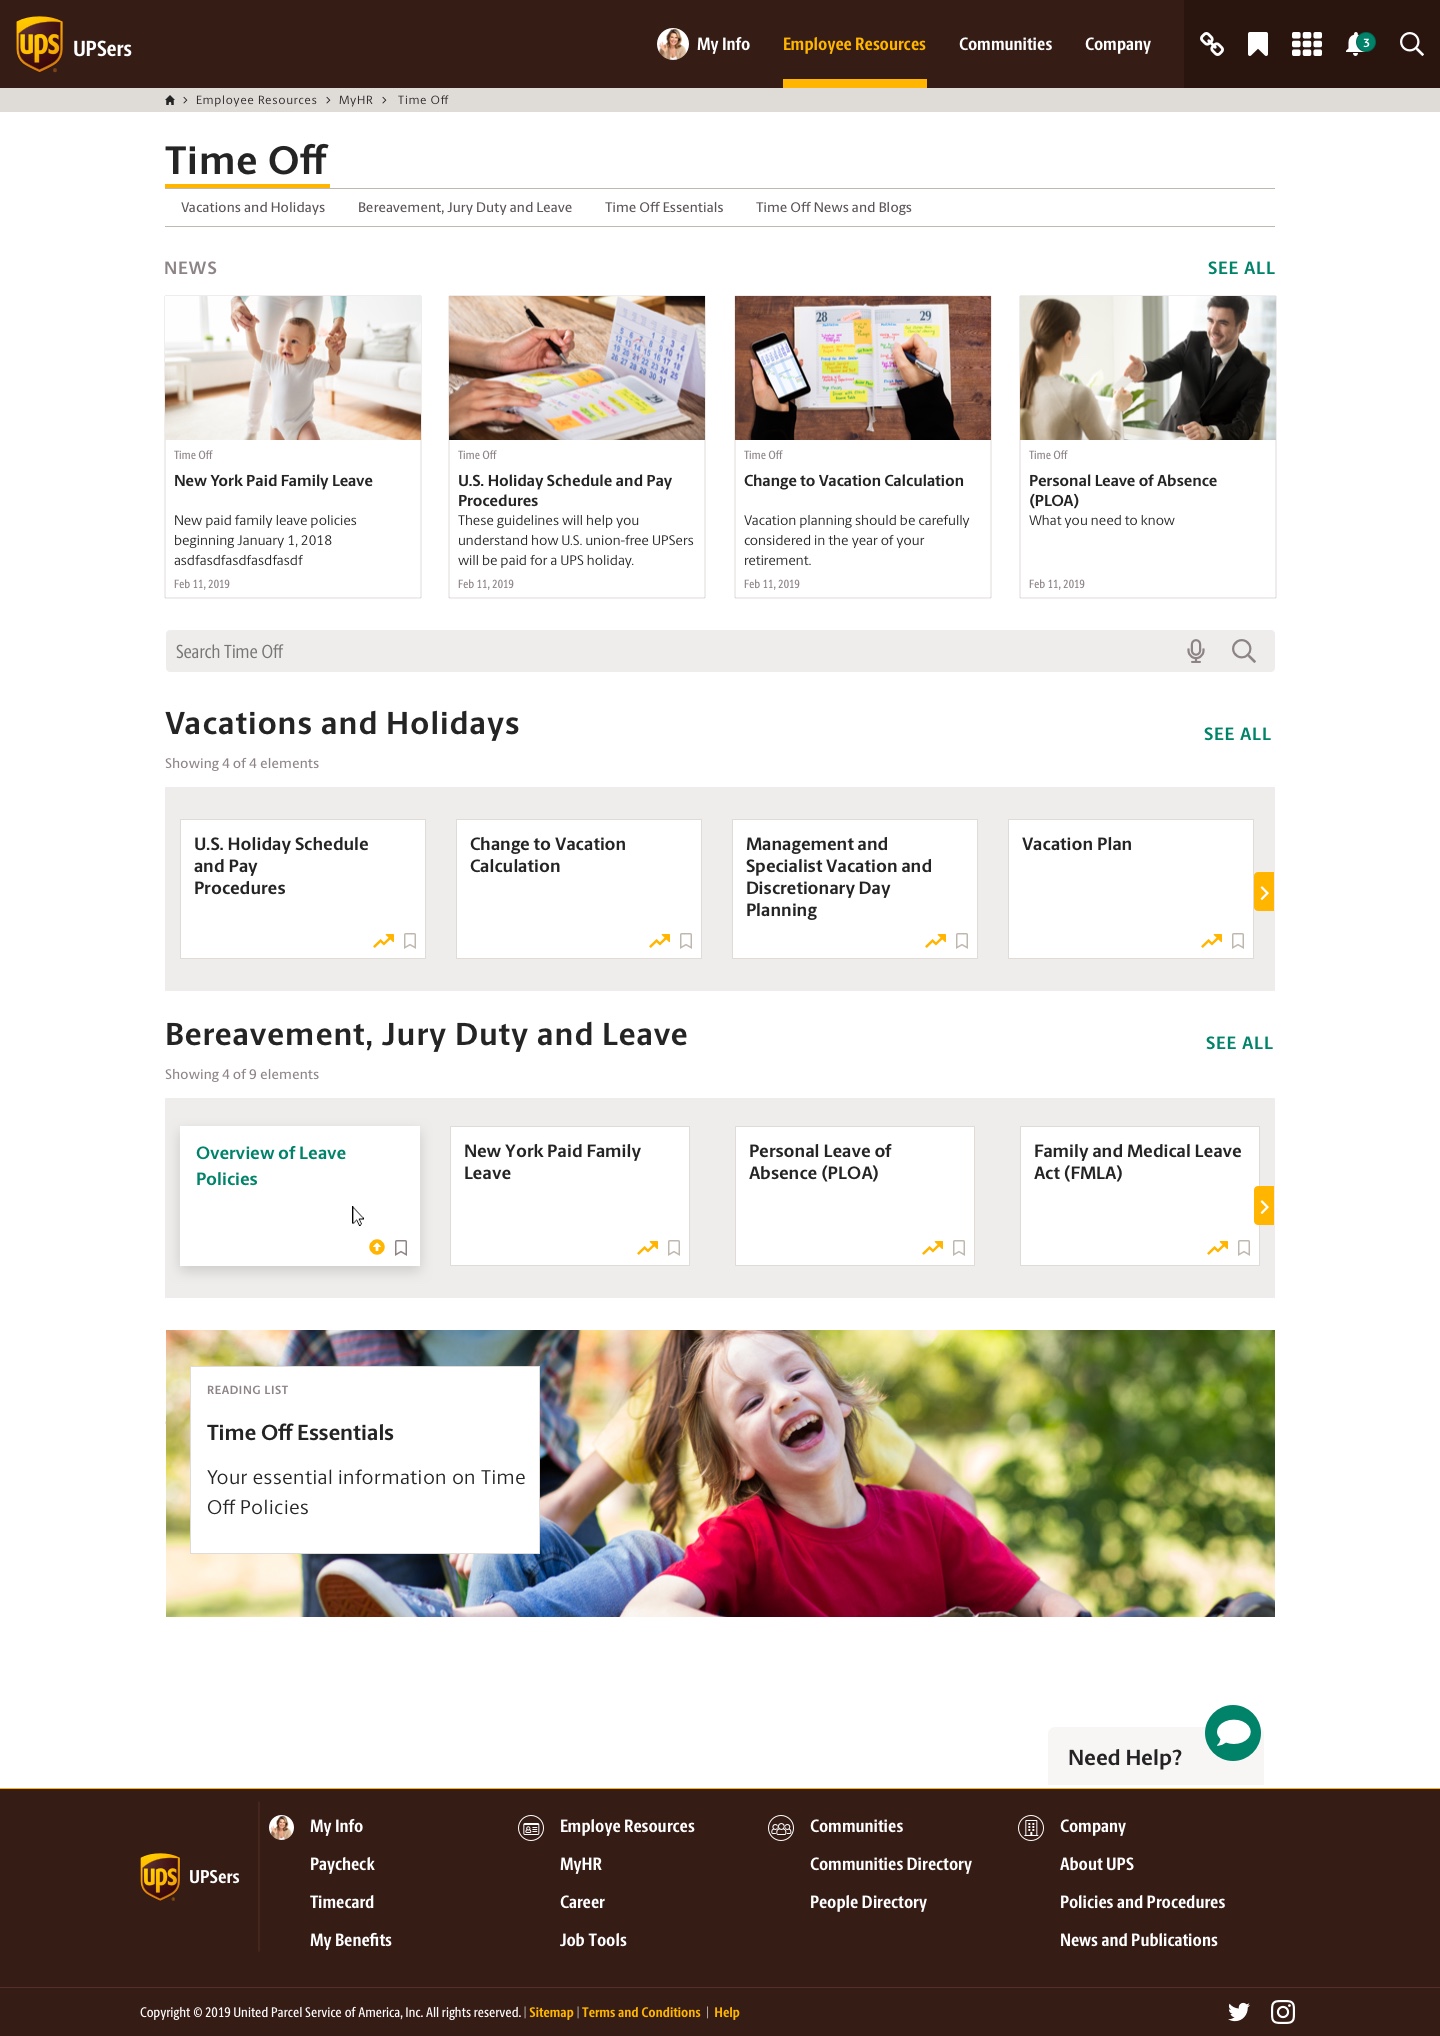 ups UPSers
My Info
Employee Resources
Communities
Company
3
Employee Resources > MyHR > Time Off
Time Off
Vacations and Holidays
Bereavement, Jury Duty and Leave
Time Off Essentials
Time Off News and Blogs
NEWS
SEE ALL
28
29
Time Off
New York Paid Family Leave
New paid family leave policies
beginning January 1, 2018
asdfasdfasdfasdfasdf
Feb 11, 2019
Time Off
U.S. Holiday Schedule and Pay
Procedures
These guidelines will help you
understand how U.S. union-free UPSers
will be paid for a UPS holiday.
Feb 11, 2019
Time Off
Change to Vacation Calculation
Vacation planning should be carefully
considered in the year of your
retirement.
Feb 11, 2019
Time Off
Personal Leave of Absence
(PLOA)
What you need to know
Feb 11, 2019
Search Time Off
Vacations and Holidays
SEE ALL
Showing 4 of 4 elements
U.S. Holiday Schedule
and Pay
Procedures
Change to Vacation
Calculation
Management and
Specialist Vacation and
Discretionary Day
Planning
Vacation Plan
Bereavement, Jury Duty and Leave
SEE ALL
Showing 4 of 9 elements
Overview of Leave
Policies
New York Paid Family
Leave
Personal Leave of
Absence (PLOA)
Family and Medical Leave
Act (FMLA)
READING LIST
Time Off Essentials
Your essential information on Time
Off Policies
Need Help?
ups UPSers
My Info
Paycheck
Timecard
My Benefits
Employe Resources
MyHR
Career
Job Tools
Communities
Communities Directory
People Directory
Company
About UPS
Policies and Procedures
News and Publications
Copyright © 2019 United Parcel Service of America, Inc. All rights reserved. | Sitemap | Terms and Conditions | Help